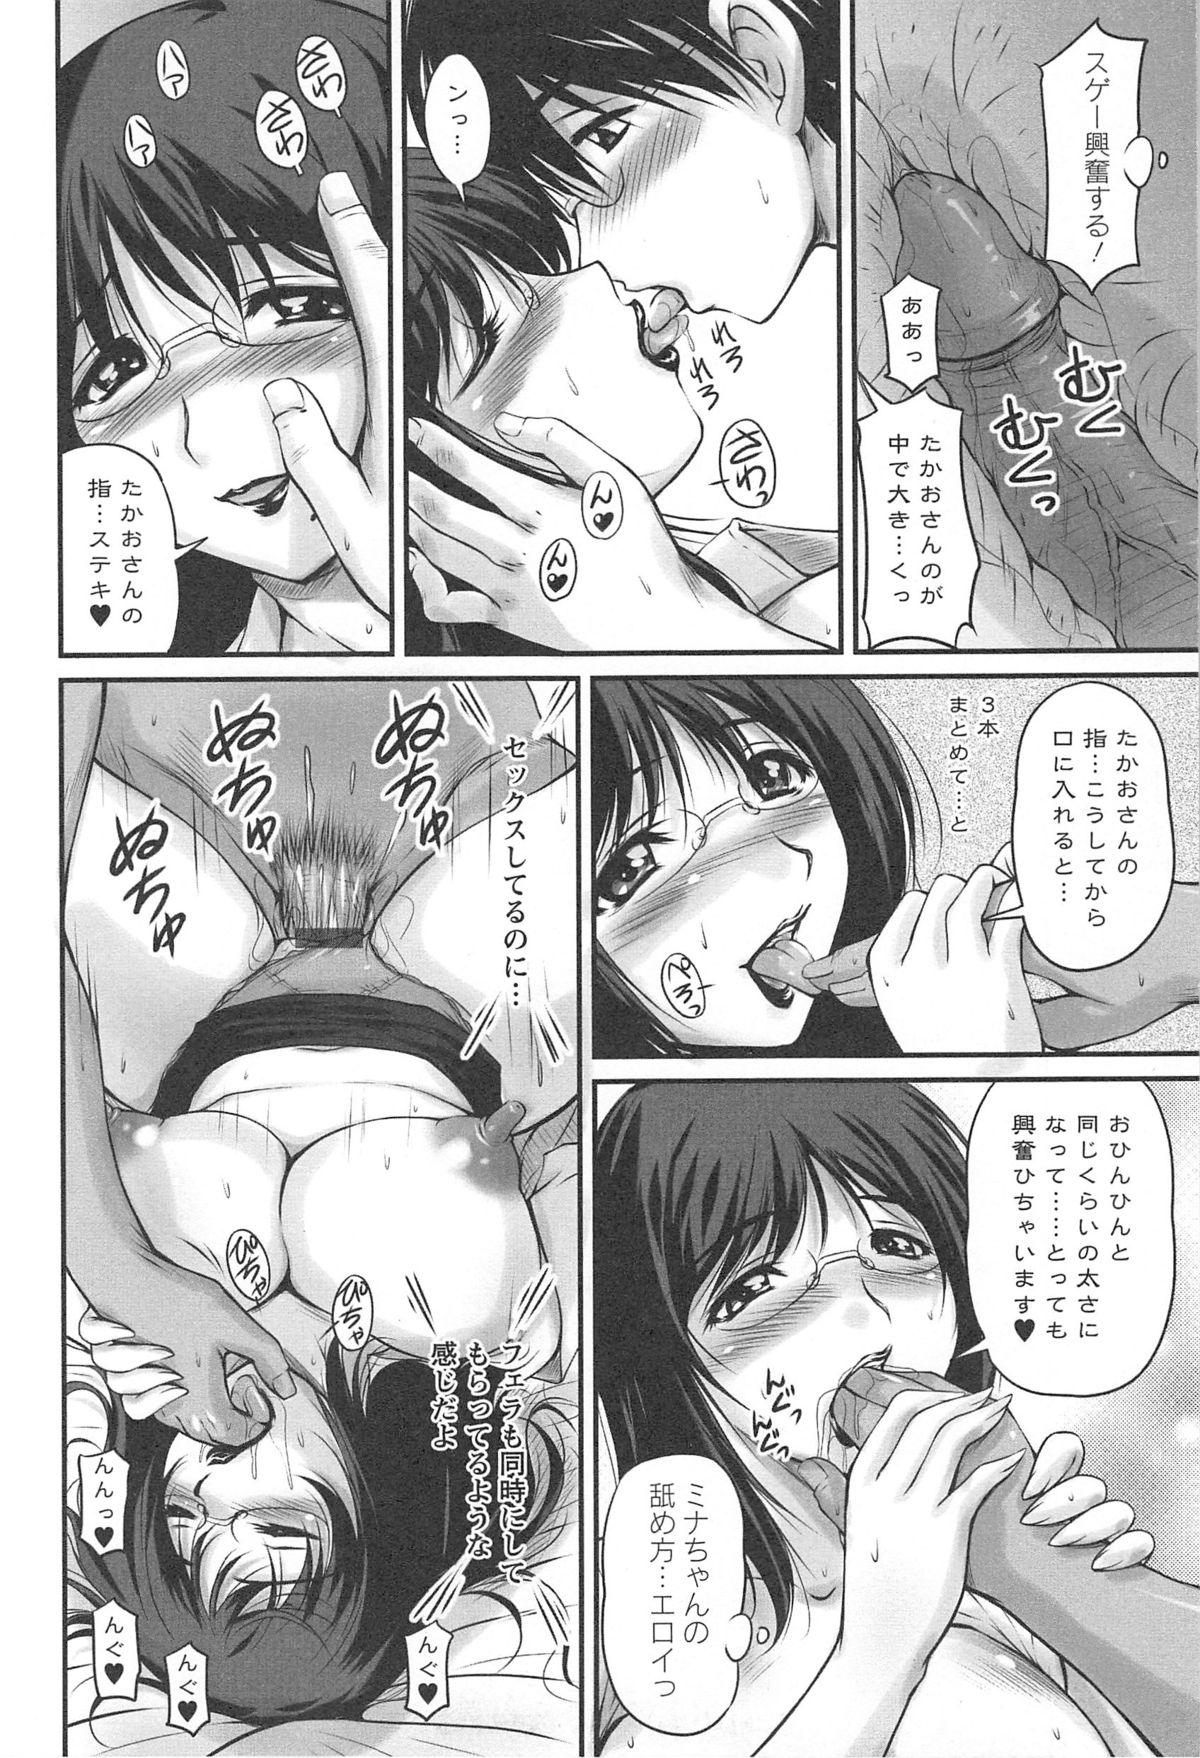 スゲー興奮する！
ああっ
たかおさんのが
中で大き…くっ
むくっ
むくっ
ンっ…
れろ
れろ
さわっ
ん♥
ん♥
さわ
さわ
ハァ
ハァ
たかおさんの
指…ステキ♥
たかおさんの
指…こうしてから
口に入れると…
3本
まとめて…と
ぺろっ
おひんひんと
同じくらいの太さに
なって……とっても
興奮ひちゃいます♥
んぐっ
んぐっ
ミナちゃんの
舐め方…エロイっ
セックスしてるのに…
ぬちゅ
ぬちゅ
ぬちゅ
ぴちゃ
ぴちゃ
フェラも同時にして
もらってるような
感じだよ
んんっ♥
んぐ♥
んぐ♥
んぐ♥